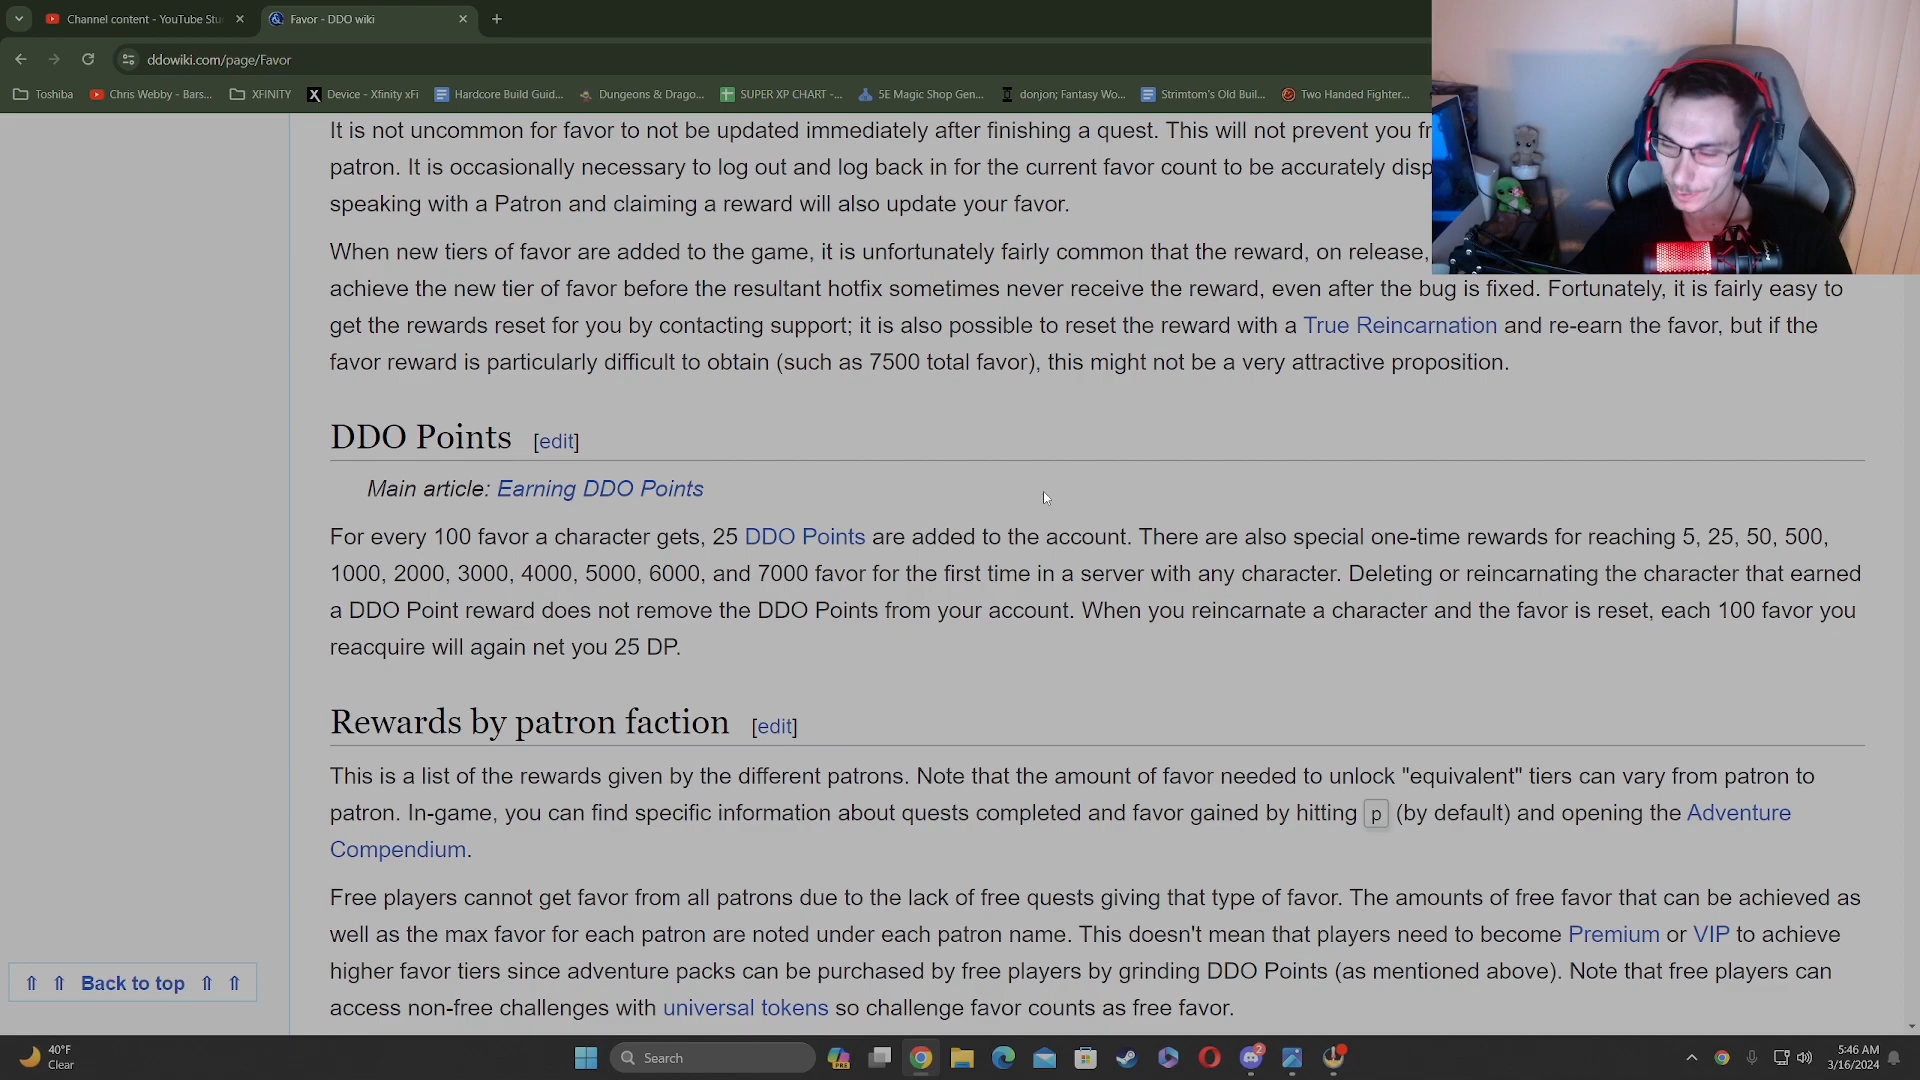 Channel content - YouTube Stu
Favor - DDO wiki
ddowiki.com/page/Favor
Toshiba
Chris Webby - Bars...
XFINITY
Device - Xfinity xFi
Hardcore Build Guid...
Dungeons & Drago...
SUPER XP CHART -...
5E Magic Shop Gen...
donjon; Fantasy Wo...
Strimtom's Old Buil...
Two Handed Fighter...
It is not uncommon for favor to not be updated immediately after finishing a quest. This will not prevent you fr
patron. It is occasionally necessary to log out and log back in for the current favor count to be accurately disp
speaking with a Patron and claiming a reward will also update your favor.
When new tiers of favor are added to the game, it is unfortunately fairly common that the reward, on release,
achieve the new tier of favor before the resultant hotfix sometimes never receive the reward, even after the bug is fixed. Fortunately, it is fairly easy to
get the rewards reset for you by contacting support; it is also possible to reset the reward with a True Reincarnation and re-earn the favor, but if the
favor reward is particularly difficult to obtain (such as 7500 total favor), this might not be a very attractive proposition.
DDO Points [edit]
Main article: Earning DDO Points
For every 100 favor a character gets, 25 DDO Points are added to the account. There are also special one-time rewards for reaching 5, 25, 50, 500,
1000, 2000, 3000, 4000, 5000, 6000, and 7000 favor for the first time in a server with any character. Deleting or reincarnating the character that earned
a DDO Point reward does not remove the DDO Points from your account. When you reincarnate a character and the favor is reset, each 100 favor you
reacquire will again net you 25 DP.
Rewards by patron faction [edit]
This is a list of the rewards given by the different patrons. Note that the amount of favor needed to unlock "equivalent" tiers can vary from patron to
patron. In-game, you can find specific information about quests completed and favor gained by hitting p (by default) and opening the Adventure
Compendium.
Free players cannot get favor from all patrons due to the lack of free quests giving that type of favor. The amounts of free favor that can be achieved as
well as the max favor for each patron are noted under each patron name. This doesn't mean that players need to become Premium or VIP to achieve
higher favor tiers since adventure packs can be purchased by free players by grinding DDO Points (as mentioned above). Note that free players can
access non-free challenges with universal tokens so challenge favor counts as free favor.
⇑ ⇑ Back to top ⇑ ⇑
40°F
Clear
Search
PRE
2
5:46 AM
3/16/2024